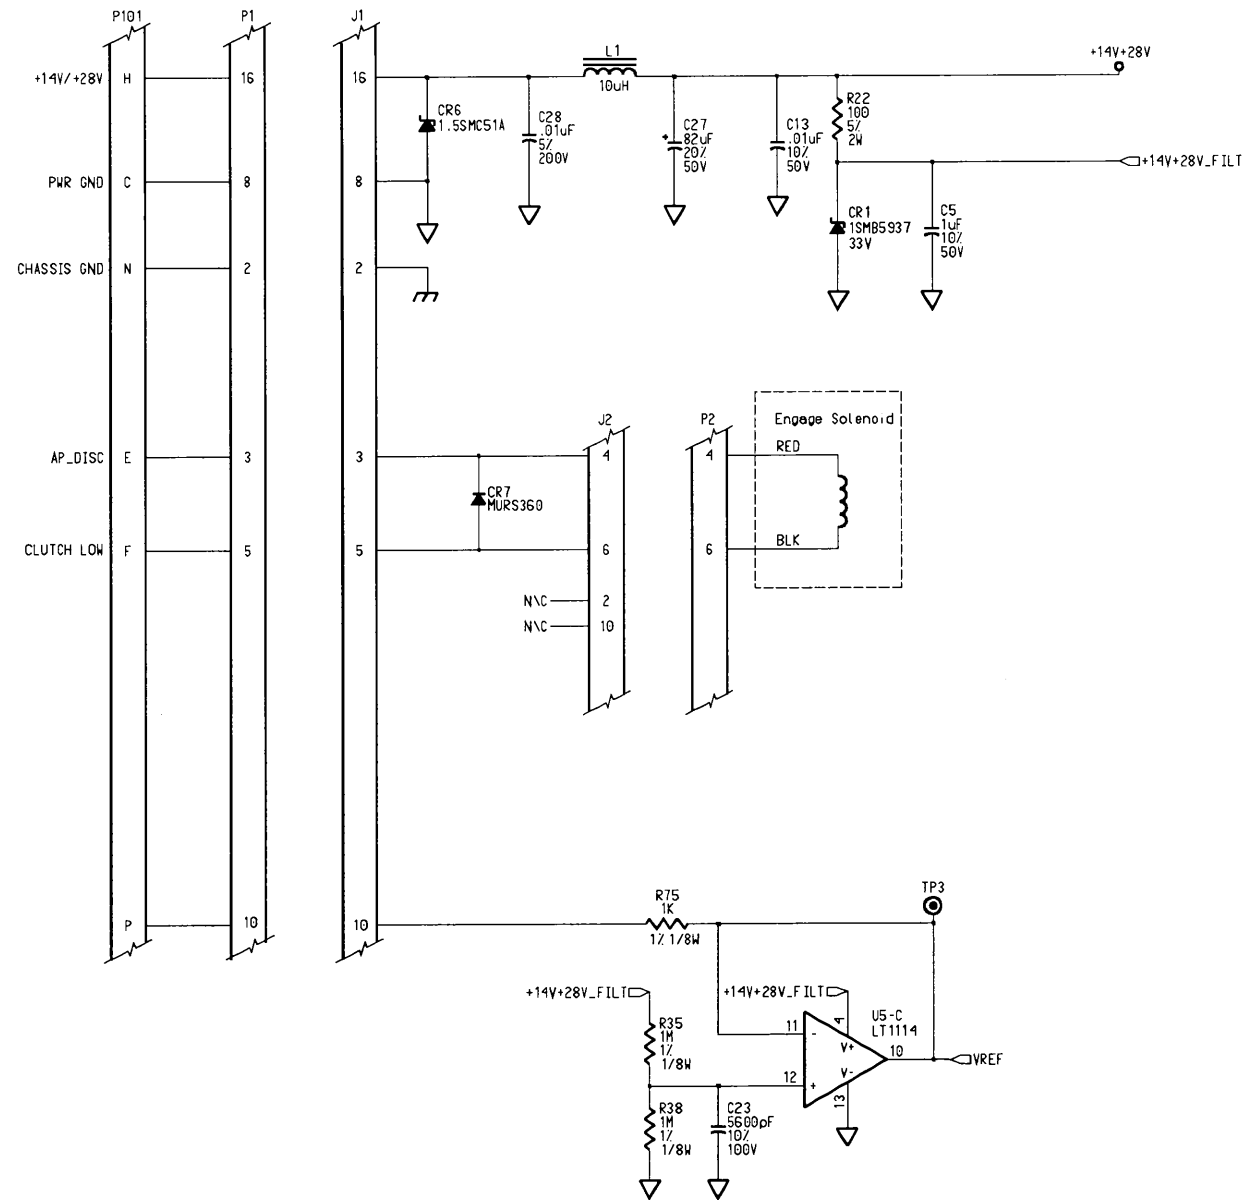 P101
P1
J1
+14V/+28V H 16 16
L1
10uH
+14V+28V
CR6
1.5SMC51A
C28
.01uF
5%
200V
+
C27
82uF
20%
50V
C13
.01uF
10%
50V
R22
100
5%
2W
+14V+28V_FILT
PWR GND C 8 8
CR1
1SMB5937
33V
C5
1uF
10%
50V
CHASSIS GND N 2 2
J2
P2
Engage Solenoid
AP_DISC E 3 3
4
4
RED
CR7
MURS360
CLUTCH LOW F 5 5
6
6
BLK
N\C 2
N\C 10
P 10 10
R75
1K
1% 1/8W
TP3
+14V+28V_FILT
+14V+28V_FILT
4
U5-C
LT1114
R35
1M
1%
1/8W
11 -
V+
10
VREF
12 +
V-
13
R38
1M
1%
1/8W
C23
5600pF
10%
100V